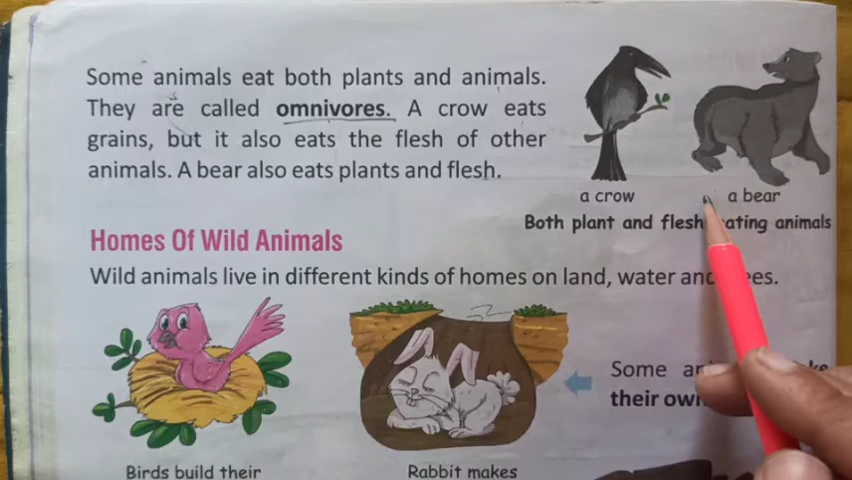 Some animals eat both plants and animals.
They are called omnivores. A crow eats
grains, but it also eats the flesh of other
animals. A bear also eats plants and flesh.
a crow
a bear
Both plant and flesh eating animals
Homes Of Wild Animals
Wild animals live in different kinds of homes on land, water and
Some
their own
Birds build their
Rabbit makes